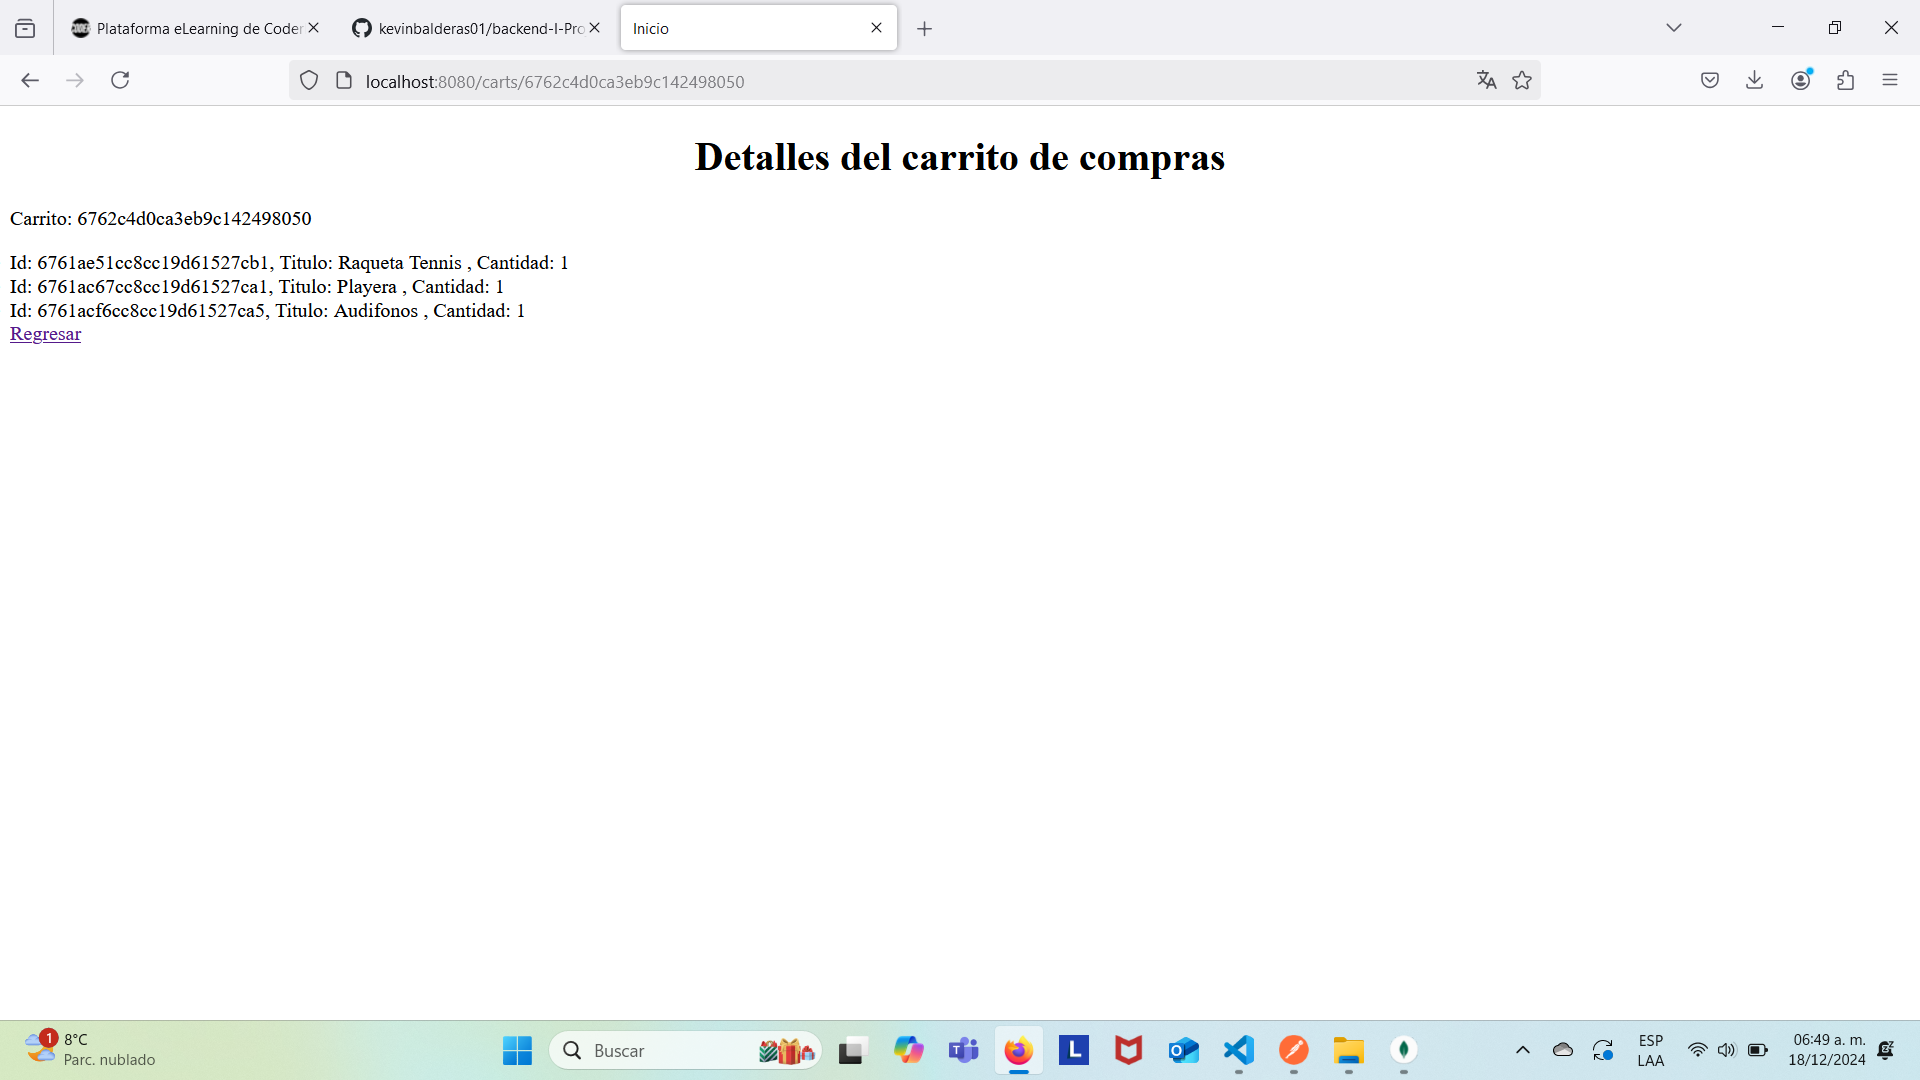 Plataforma eLearning de Coder
kevinbalderas01/backend-I-Pro
Inicio
localhost:8080/carts/6762c4d0ca3eb9c142498050
Detalles del carrito de compras
Carrito: 6762c4d0ca3eb9c142498050
Id: 6761ae51cc8cc19d61527cb1, Titulo: Raqueta Tennis , Cantidad: 1
Id: 6761ac67cc8cc19d61527ca1, Titulo: Playera , Cantidad: 1
Id: 6761acf6cc8cc19d61527ca5, Titulo: Audifonos , Cantidad: 1
Regresar
1
8°C
Parc. nublado
Buscar
L
ESP
LAA
06:49 a. m.
18/12/2024